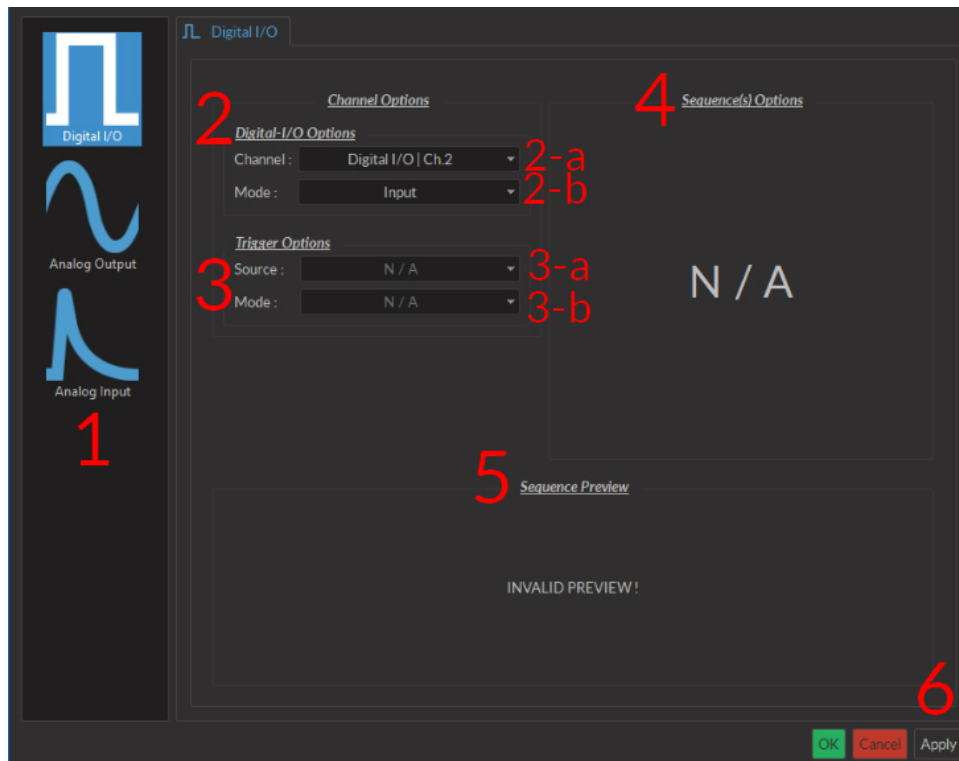 Digital I/O
Digital I/O
Analog Output
Analog Input
1
2
Channel Options
Digital-I/O Options
Channel : Digital I/O | Ch.2 2-a
Mode : Input 2-b
Trigger Options
3
Source : N / A 3-a
Mode : N / A 3-b
4
Sequence(s) Options
N / A
5
Sequence Preview
INVALID PREVIEW !
6
OK Cancel Apply